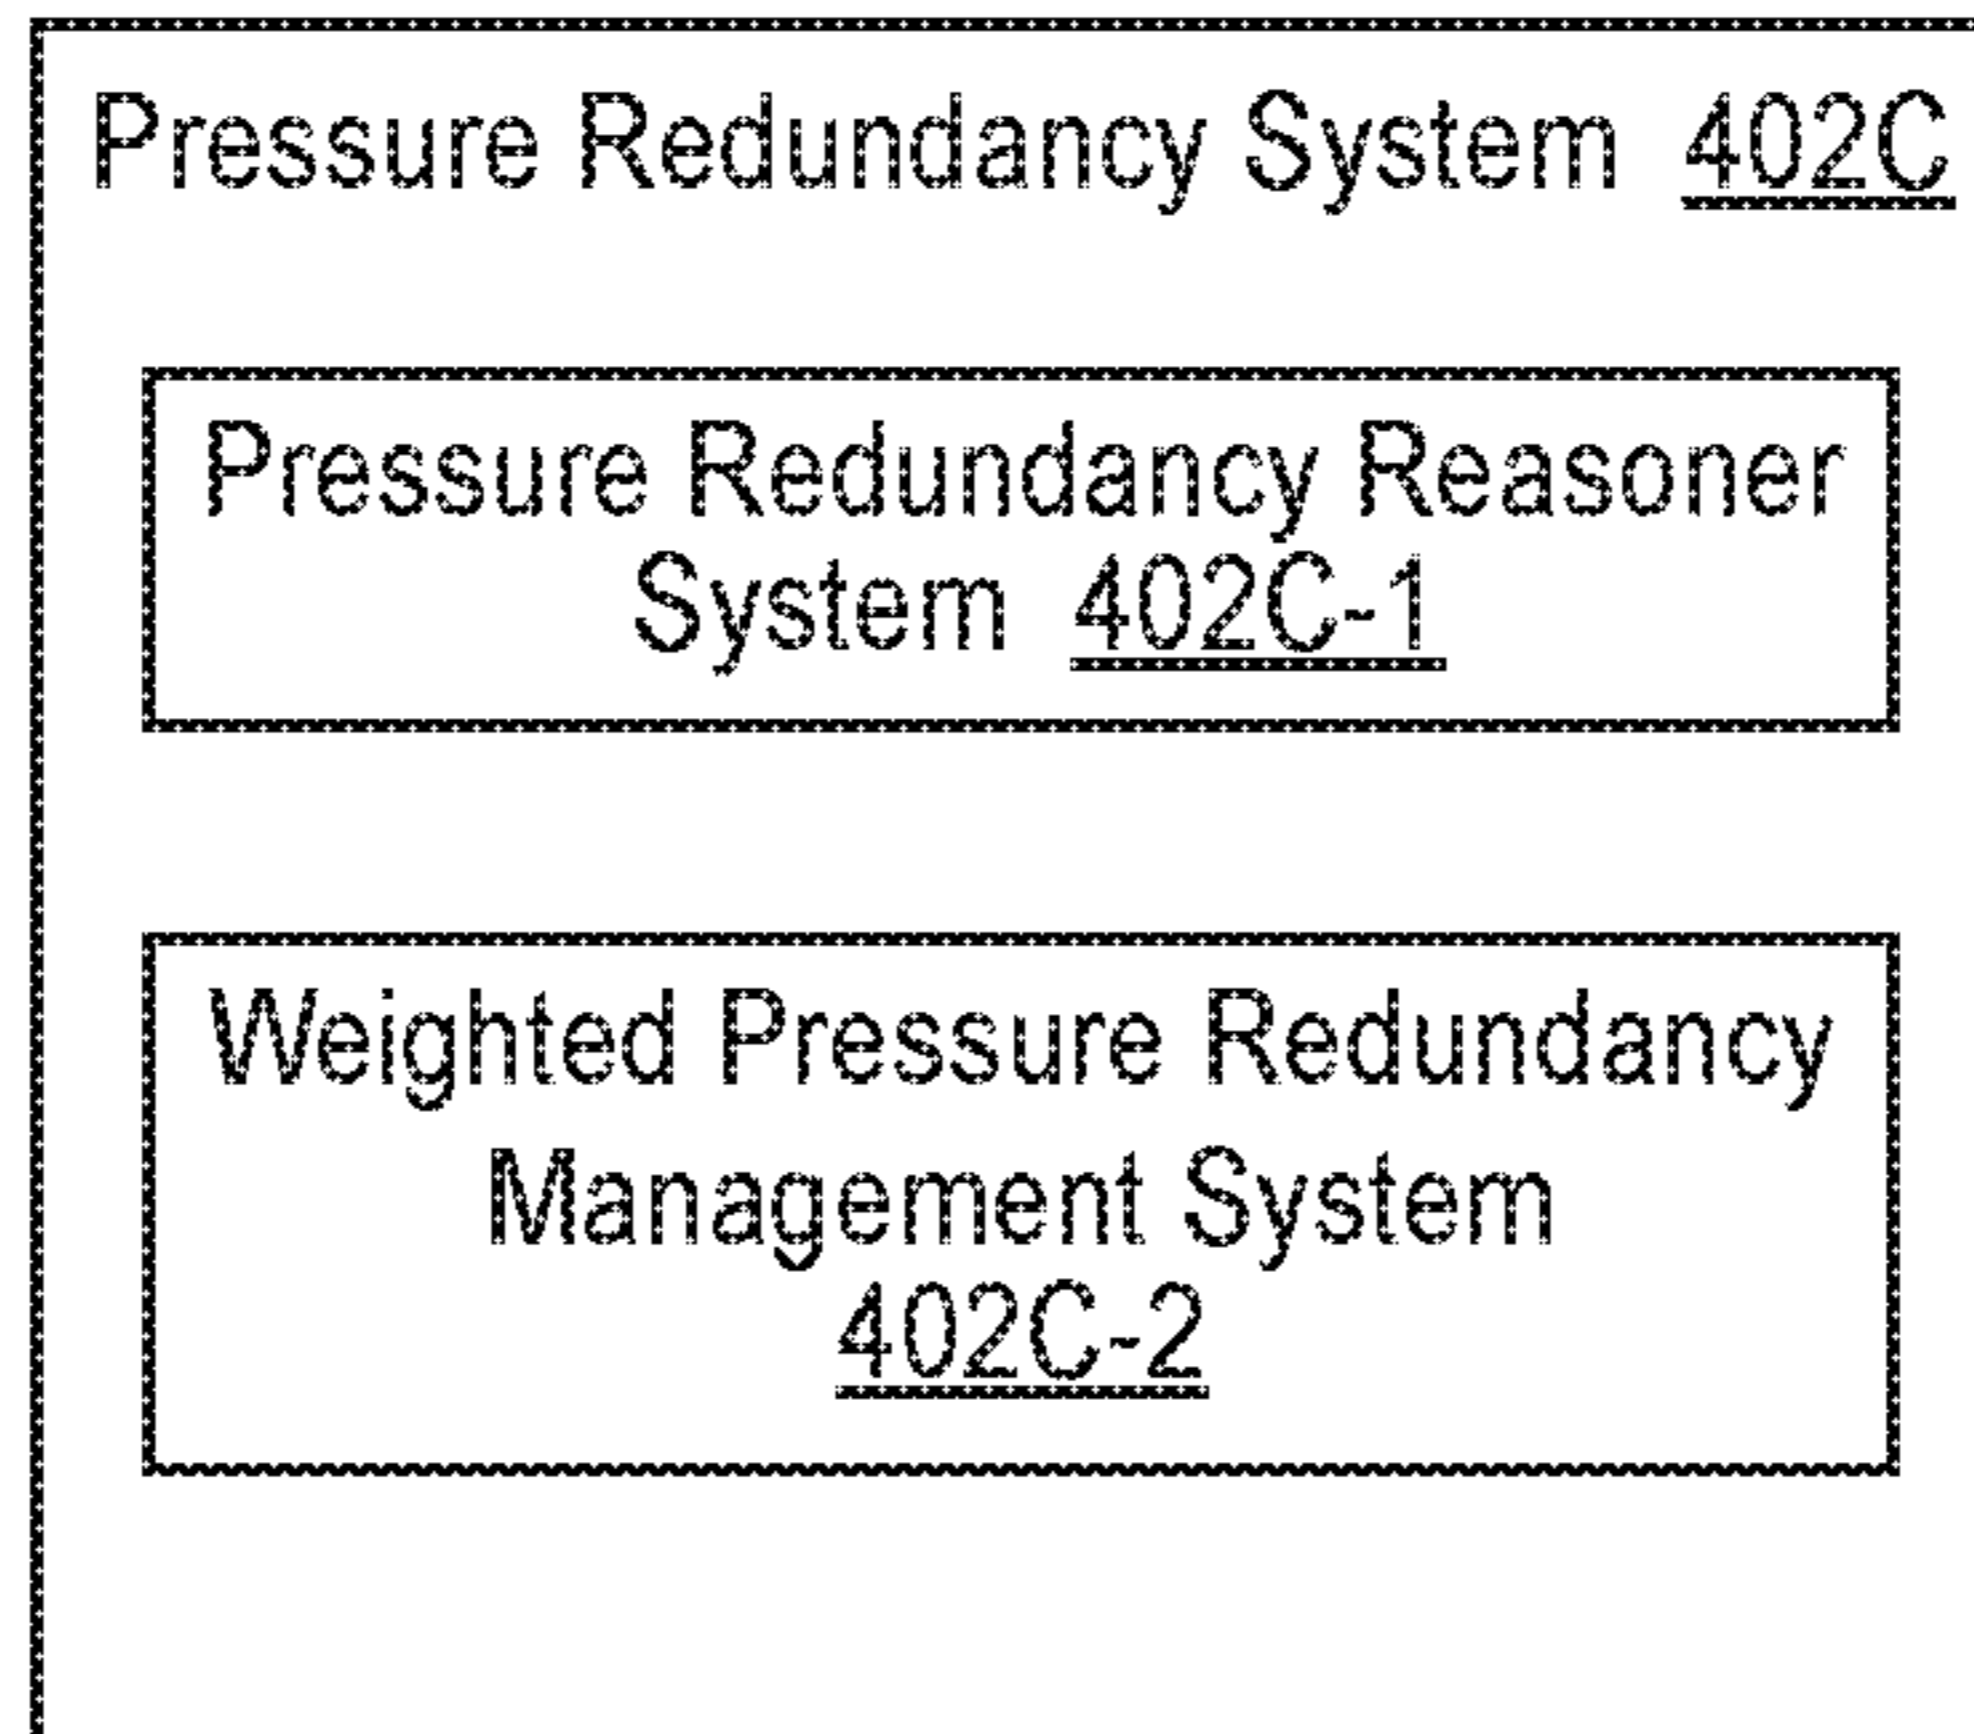 Pressure Redundancy System 402C
Pressure Redundancy Reasoner
System 402C-1
Weighted Pressure Redundancy
Management System
402C-2